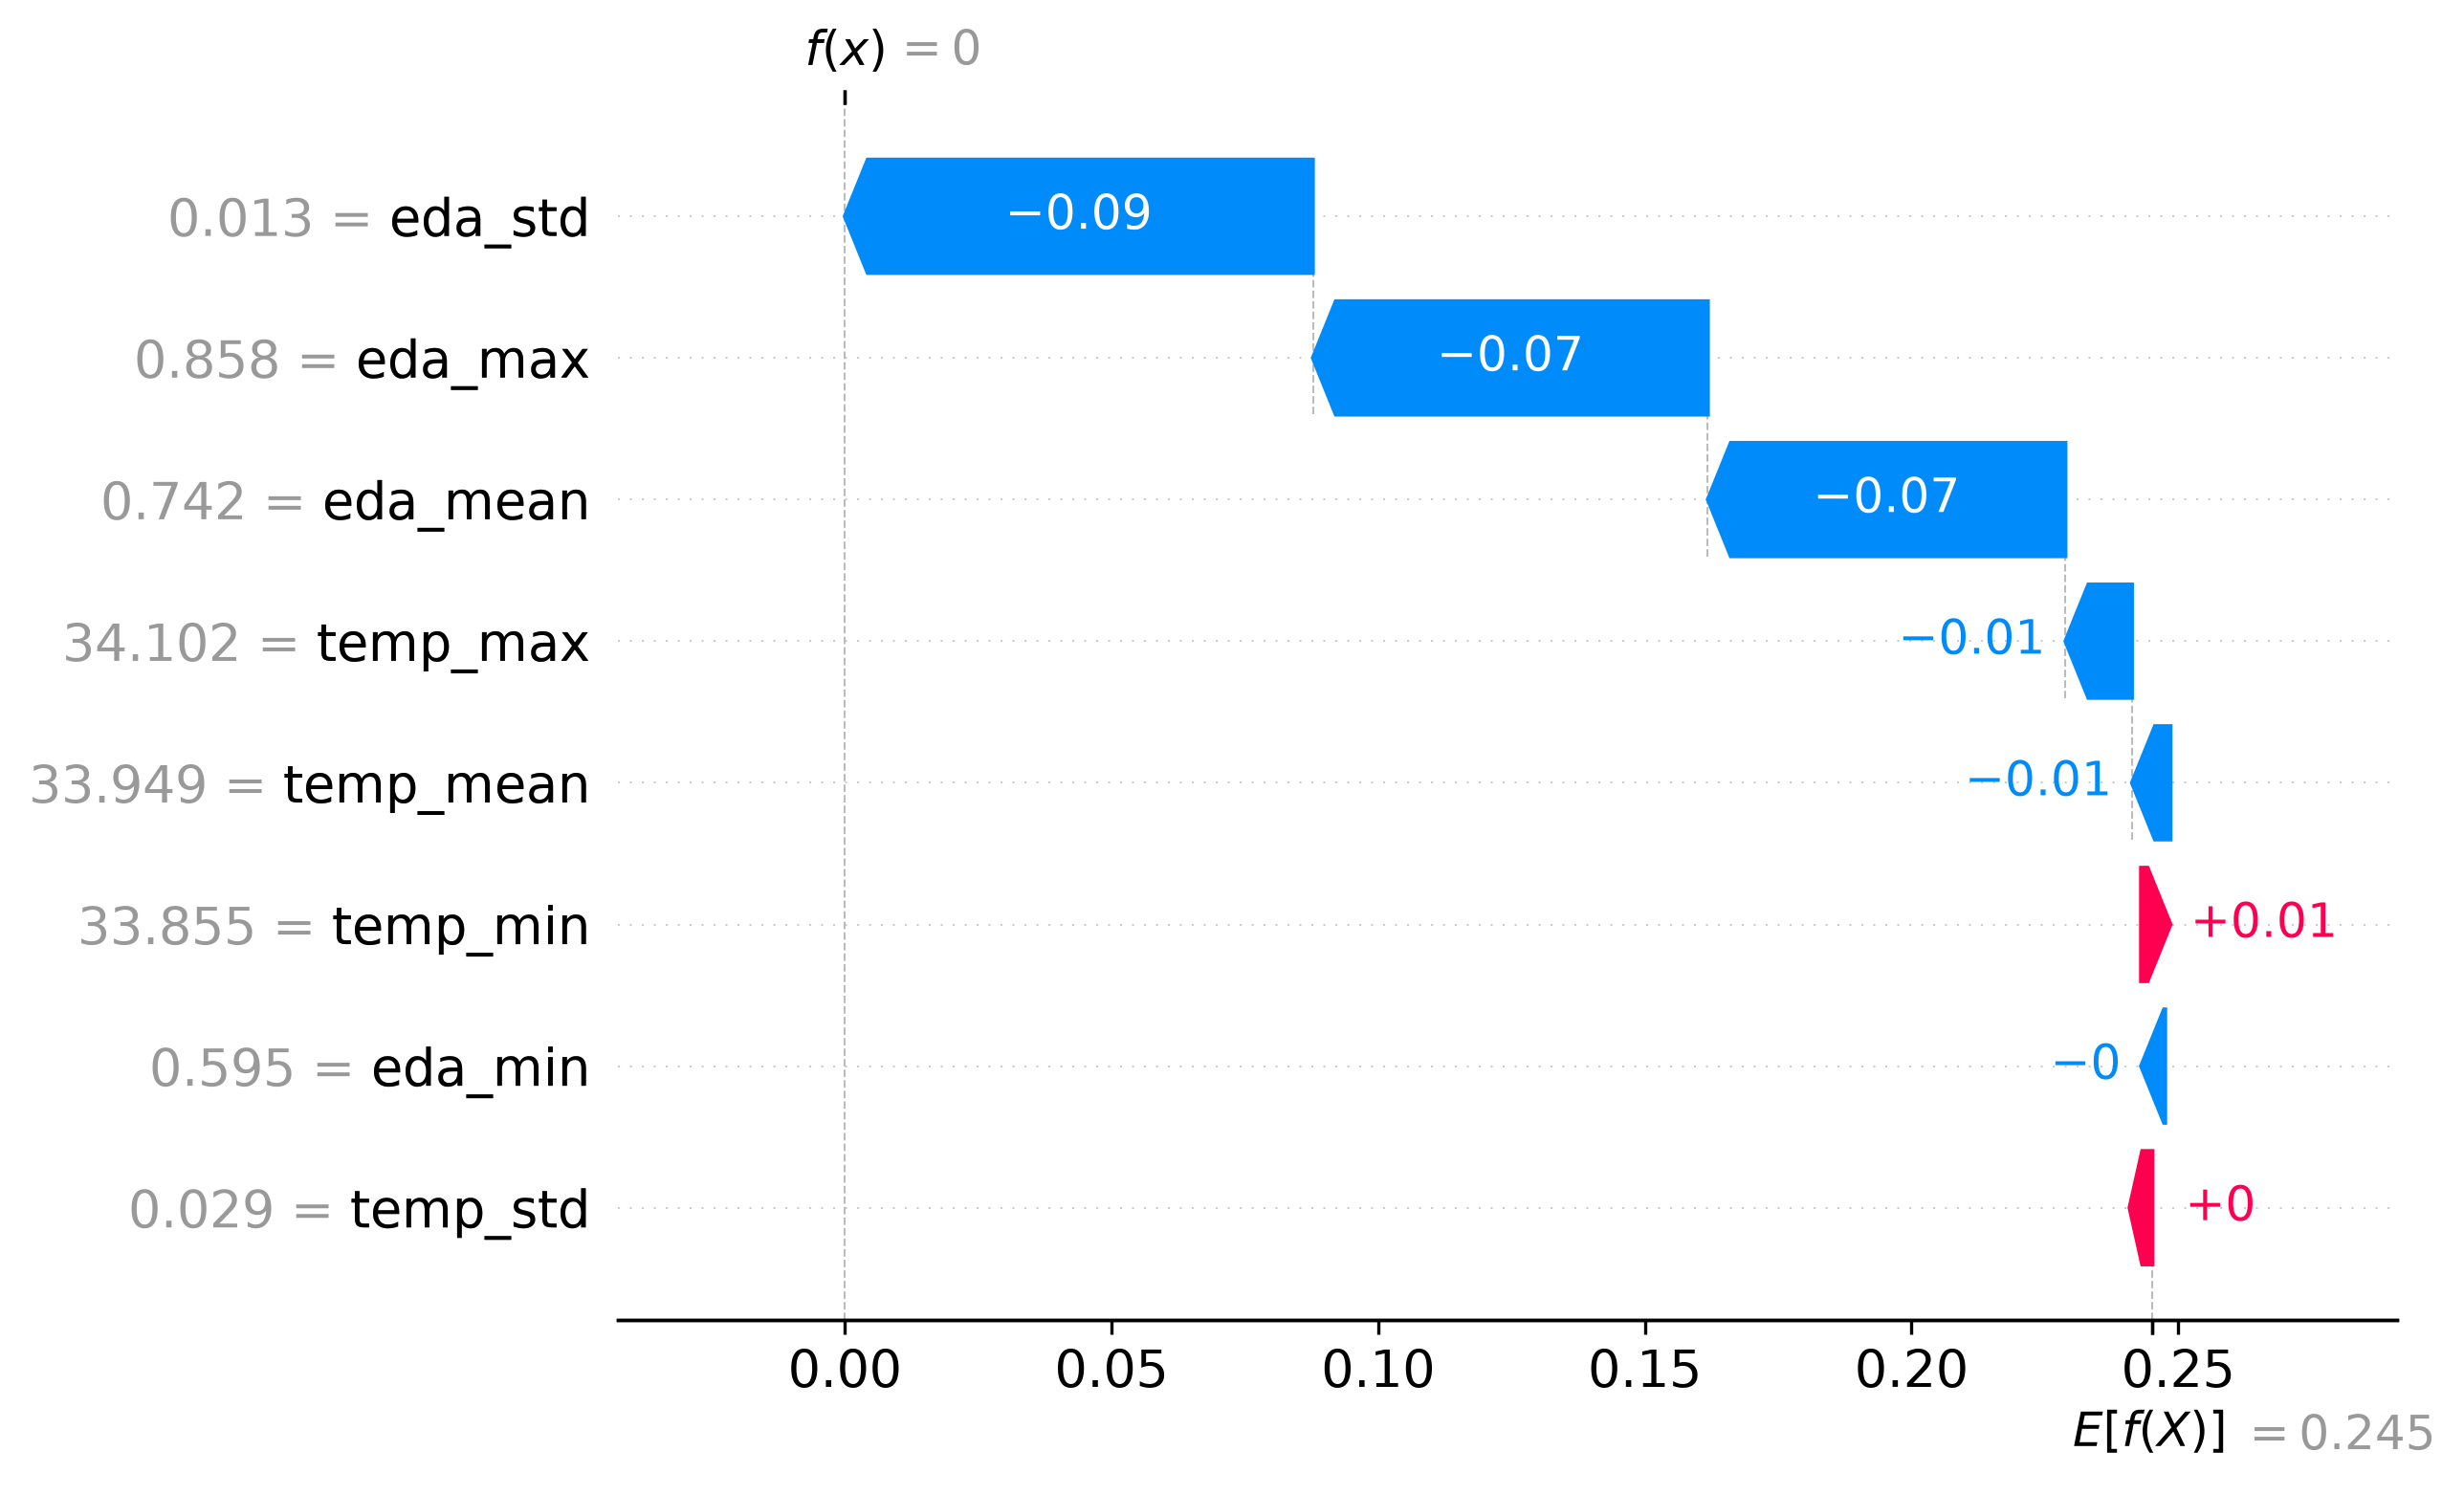 f(x) = 0
0.013 = eda_std −0.09
0.858 = eda_max −0.07
0.742 = eda_mean −0.07
34.102 = temp_max −0.01
33.949 = temp_mean −0.01
33.855 = temp_min +0.01
0.595 = eda_min −0
0.029 = temp_std +0
0.00 0.05 0.10 0.15 0.20 0.25
E[f(X)] = 0.245